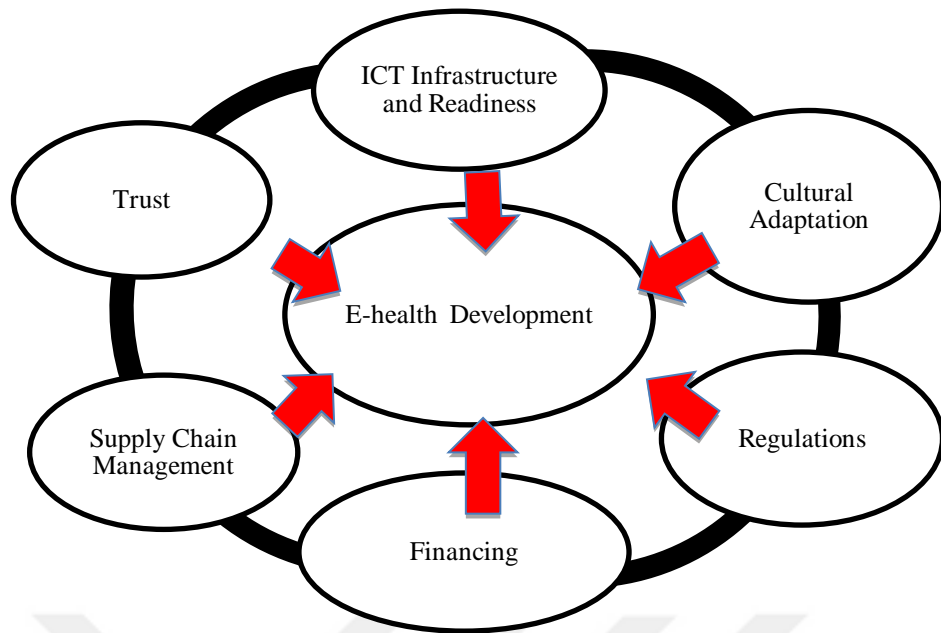 ICT Infrastructure
and Readiness
Trust
Cultural
Adaptation
E-health  Development
Supply Chain
Management
Regulations
Financing